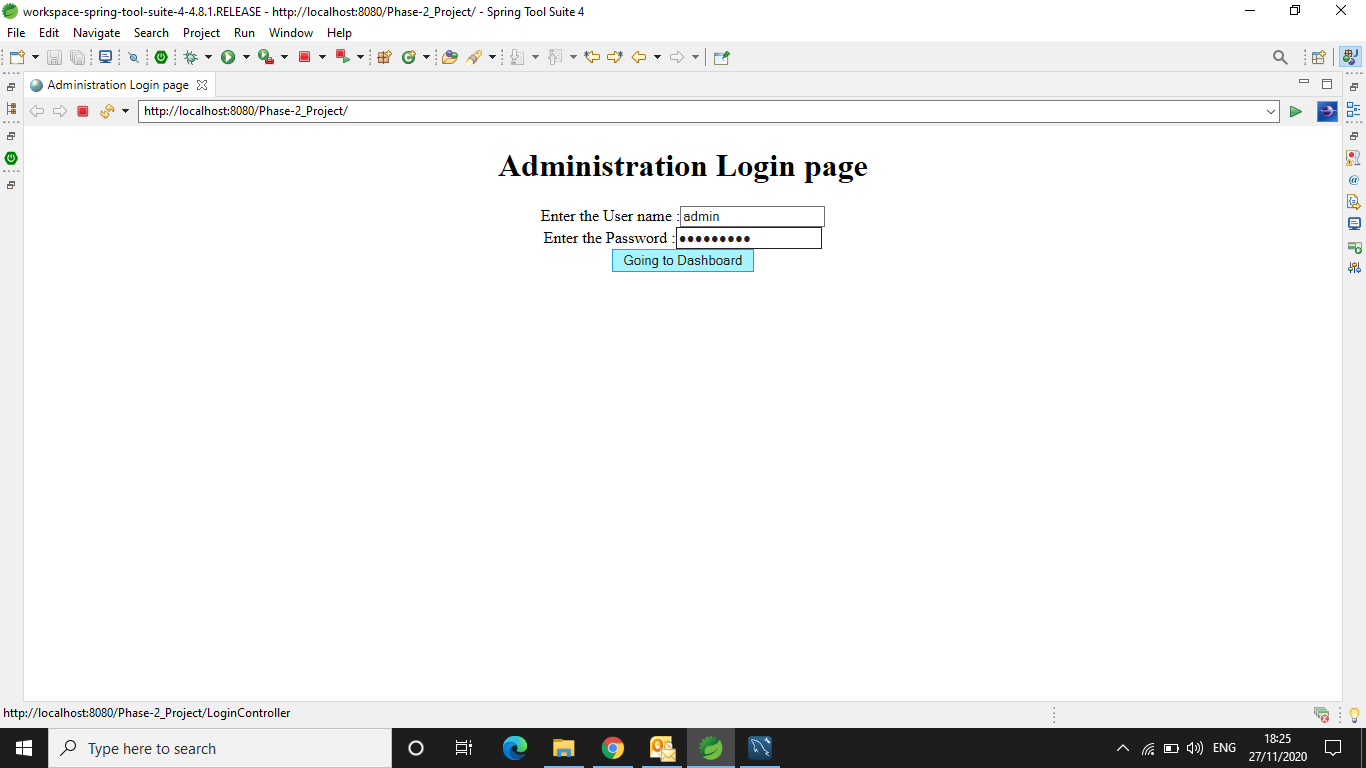 workspace-spring-tool-suite-4-4.8.1.RELEASE - http://localhost:8080/Phase-2_Project/ - Spring Tool Suite 4
File Edit Navigate Search Project Run Window Help
Administration Login page
http://localhost:8080/Phase-2_Project/
Administration Login page
Enter the User name :admin
Enter the Password :•••••••••
Going to Dashboard
http://localhost:8080/Phase-2_Project/LoginController
Type here to search
ENG
18:25
27/11/2020